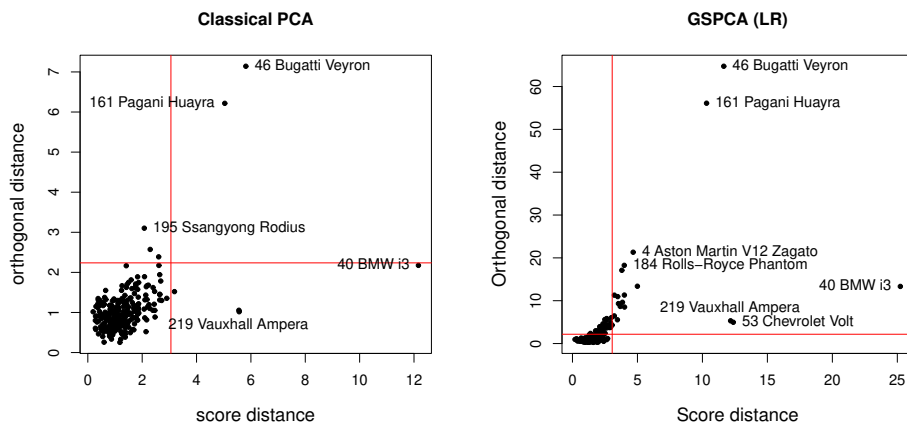 Classical PCA
orthogonal distance
7
6
5
4
3
2
1
0
46 Bugatti Veyron
161 Pagani Huayra
195 Ssangyong Rodius
40 BMW i3
219 Vauxhall Ampera
0 2 4 6 8 10 12
score distance
GSPCA (LR)
Orthogonal distance
60
50
40
30
20
10
0
46 Bugatti Veyron
161 Pagani Huayra
4 Aston Martin V12 Zagato
184 Rolls−Royce Phantom
40 BMW i3
219 Vauxhall Ampera
53 Chevrolet Volt
0 5 10 15 20 25
Score distance